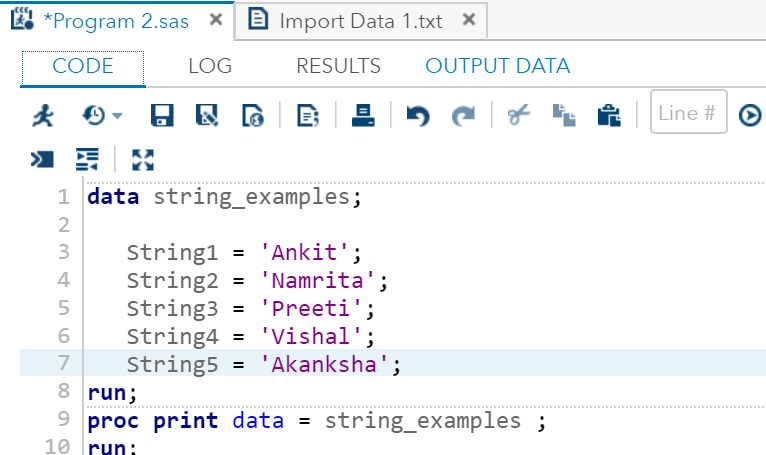 *Program 2.sas × Import Data 1.txt ×
CODE LOG RESULTS OUTPUT DATA
Line #
1 data string_examples;
2
3 String1 = 'Ankit';
4 String2 = 'Namrita';
5 String3 = 'Preeti';
6 String4 = 'Vishal';
7 String5 = 'Akanksha';
8 run;
9 proc print data = string_examples ;
10 run;